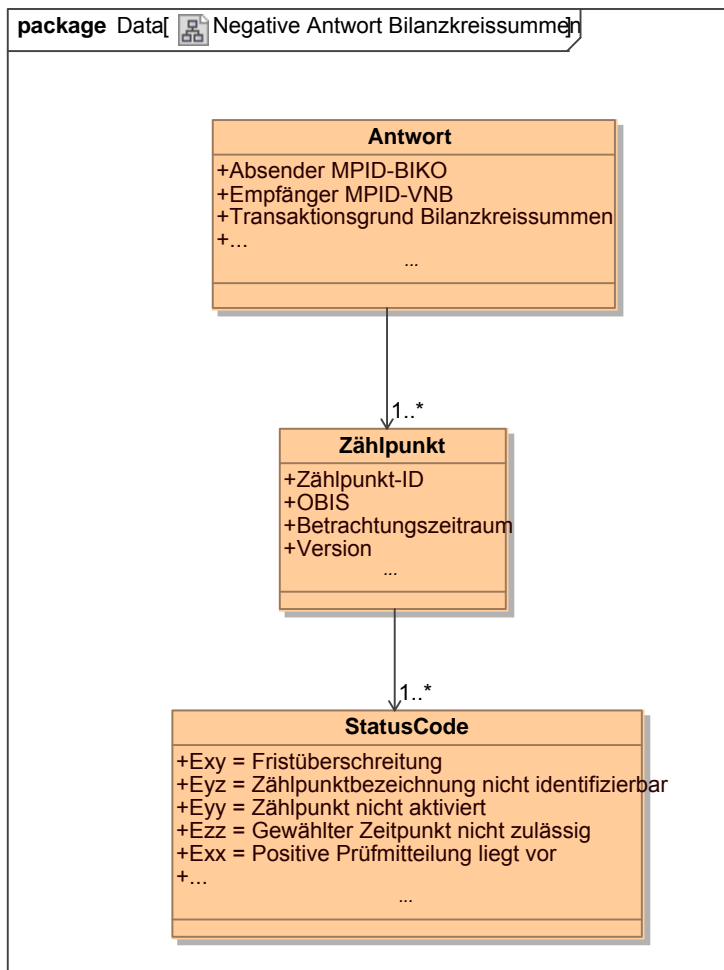 package Data[ Negative Antwort Bilanzkreissummen]
Antwort
+Absender MPID-BIKO
+Empfänger MPID-VNB
+Transaktionsgrund Bilanzkreissummen
+...
...
1..*
Zählpunkt
+Zählpunkt-ID
+OBIS
+Betrachtungszeitraum
+Version
...
1..*
StatusCode
+Exy = Fristüberschreitung
+Eyz = Zählpunktbezeichnung nicht identifizierbar
+Eyy = Zählpunkt nicht aktiviert
+Ezz = Gewählter Zeitpunkt nicht zulässig
+Exx = Positive Prüfmitteilung liegt vor
+...
...